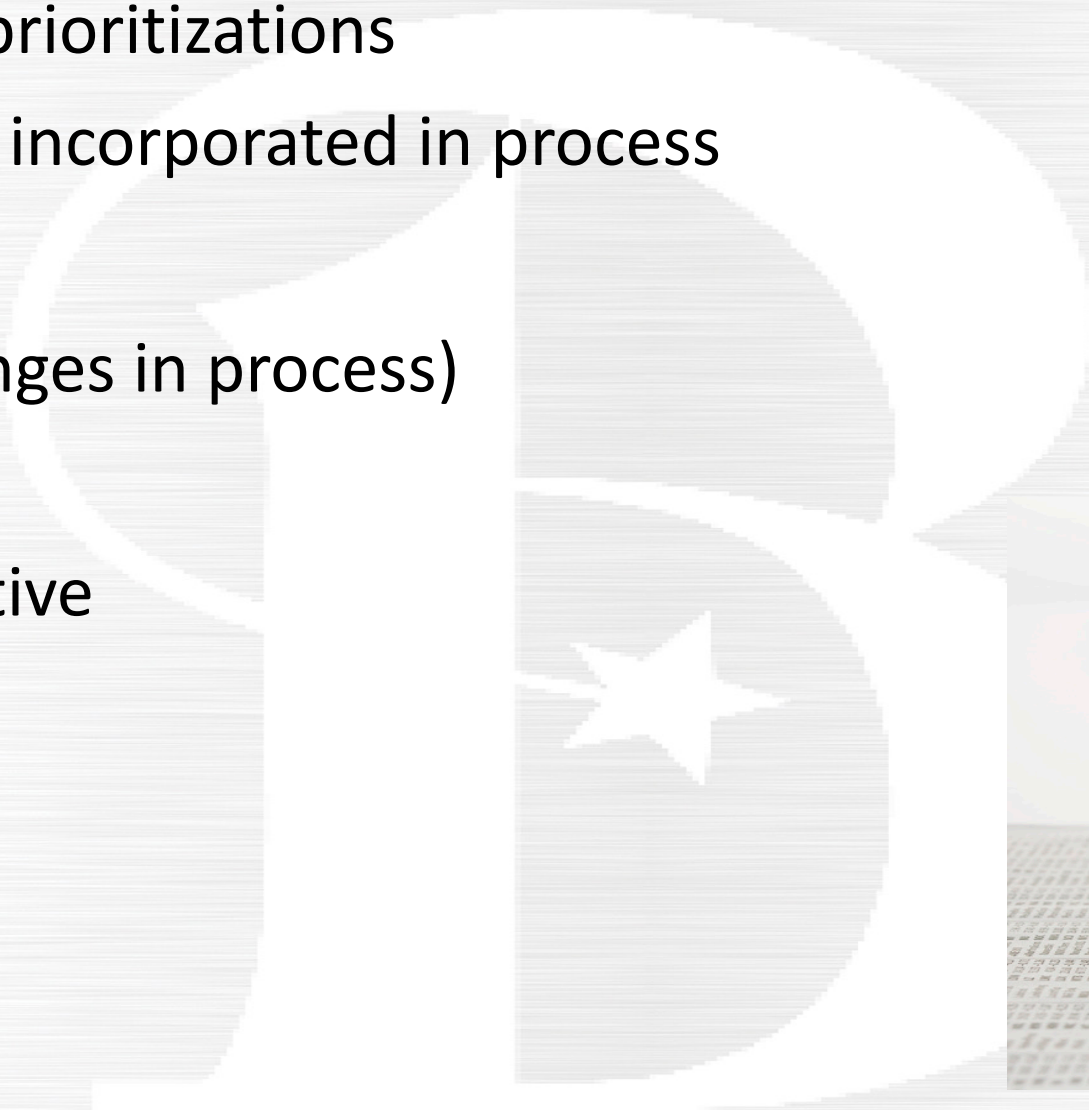 prioritizations
incorporated in process
nges in process)
tive